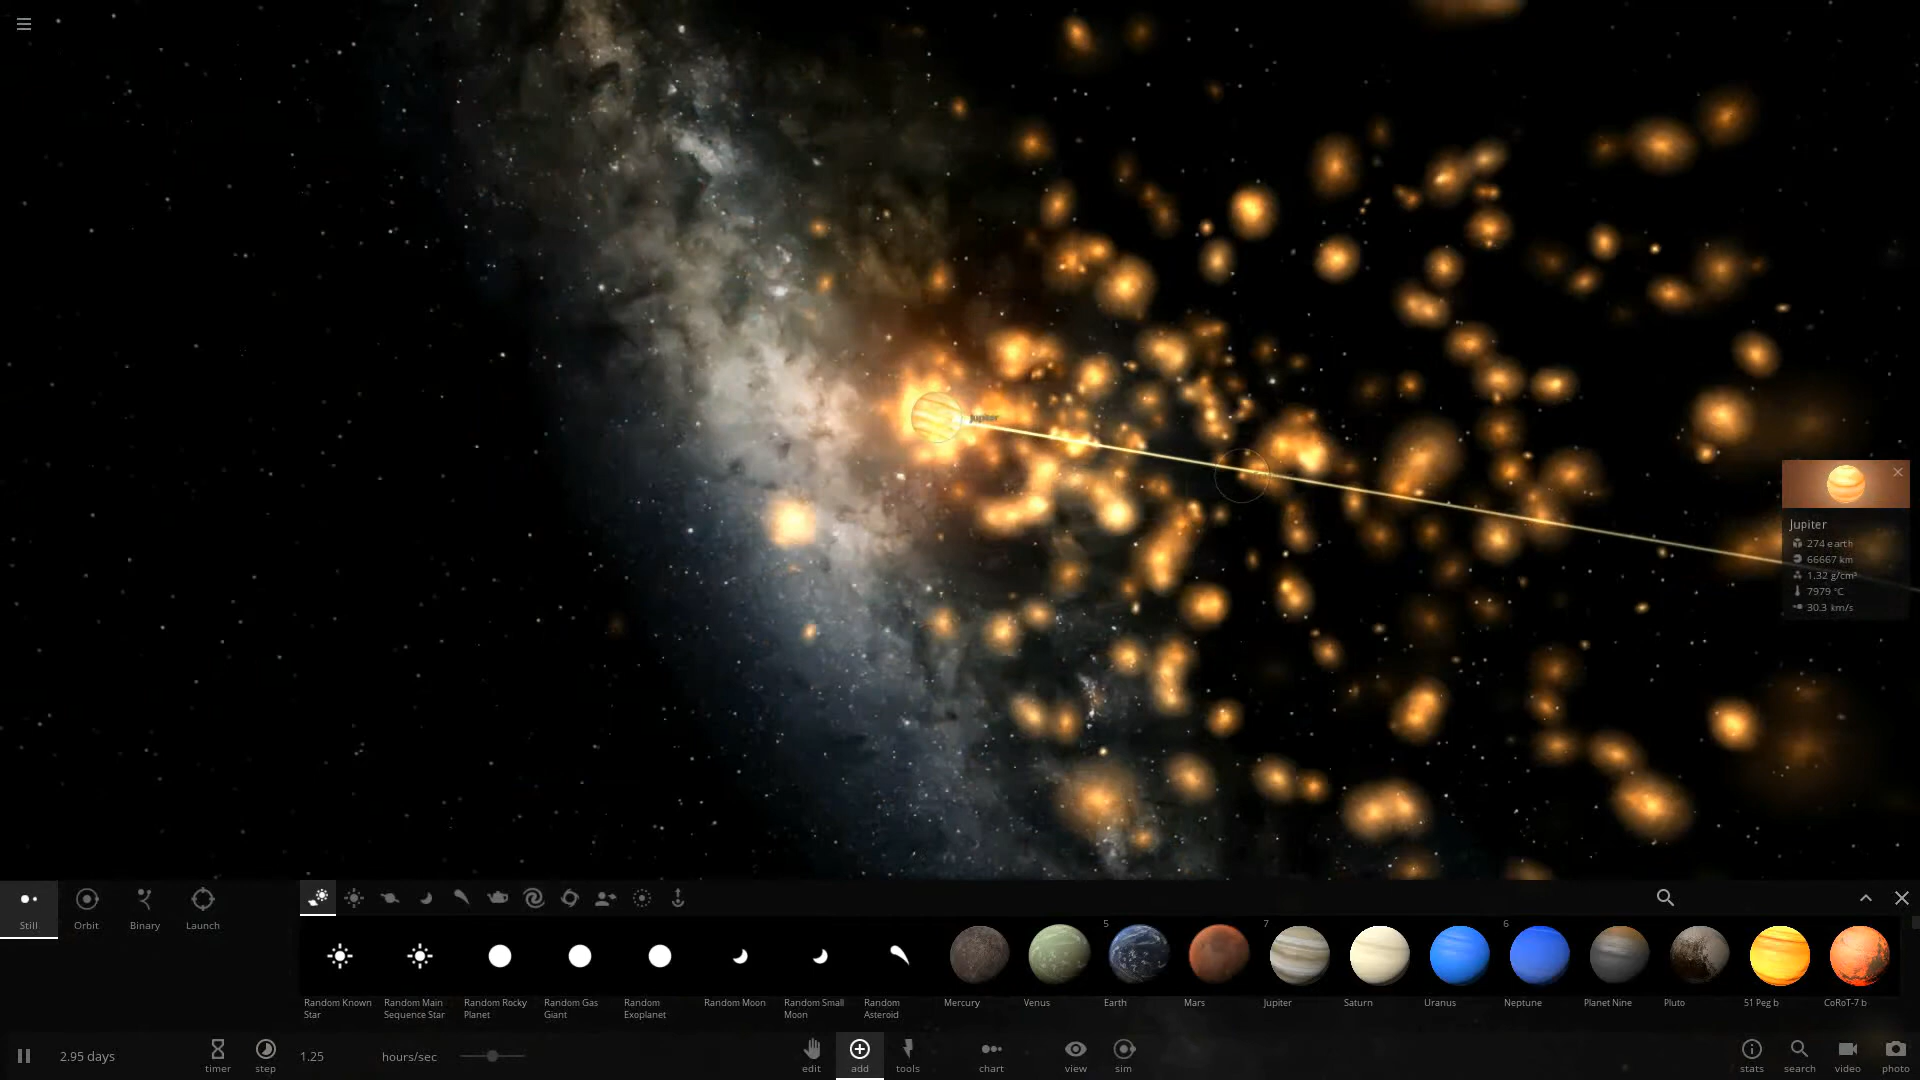 Jupiter
Jupiter
274 earth
66667 km
1.32 g/cm³
7979 °C
30.3 km/s
Still
Orbit
Binary
Launch
5
7
6
Random Known
Star
Random Main
Sequence Star
Random Rocky
Planet
Random Gas
Giant
Random
Exoplanet
Random Moon
Random Small
Moon
Random
Asteroid
Mercury
Venus
Earth
Mars
Jupiter
Saturn
Uranus
Neptune
Planet Nine
Pluto
51 Peg b
CoRoT-7 b
2.95 days
timer
step
1.25
hours/sec
edit
add
tools
chart
view
sim
stats
search
video
photo